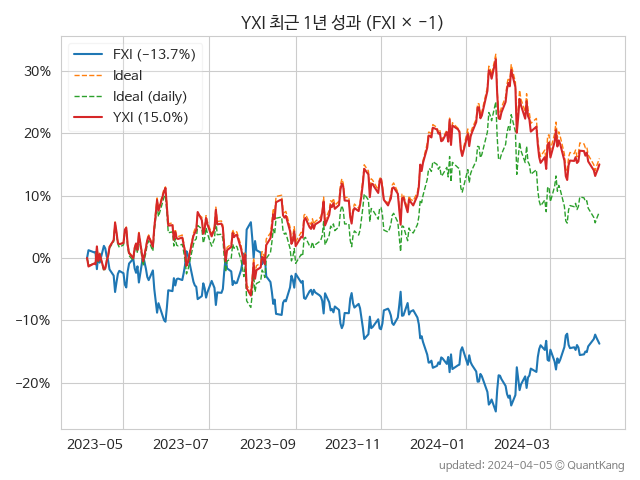 YXI 최근 1년 성과 (FXI × -1)
FXI (-13.7%)
Ideal
Ideal (daily)
YXI (15.0%)
30%
20%
10%
0%
-10%
-20%
2023-05
2023-07
2023-09
2023-11
2024-01
2024-03
updated: 2024-04-05 © QuantKang